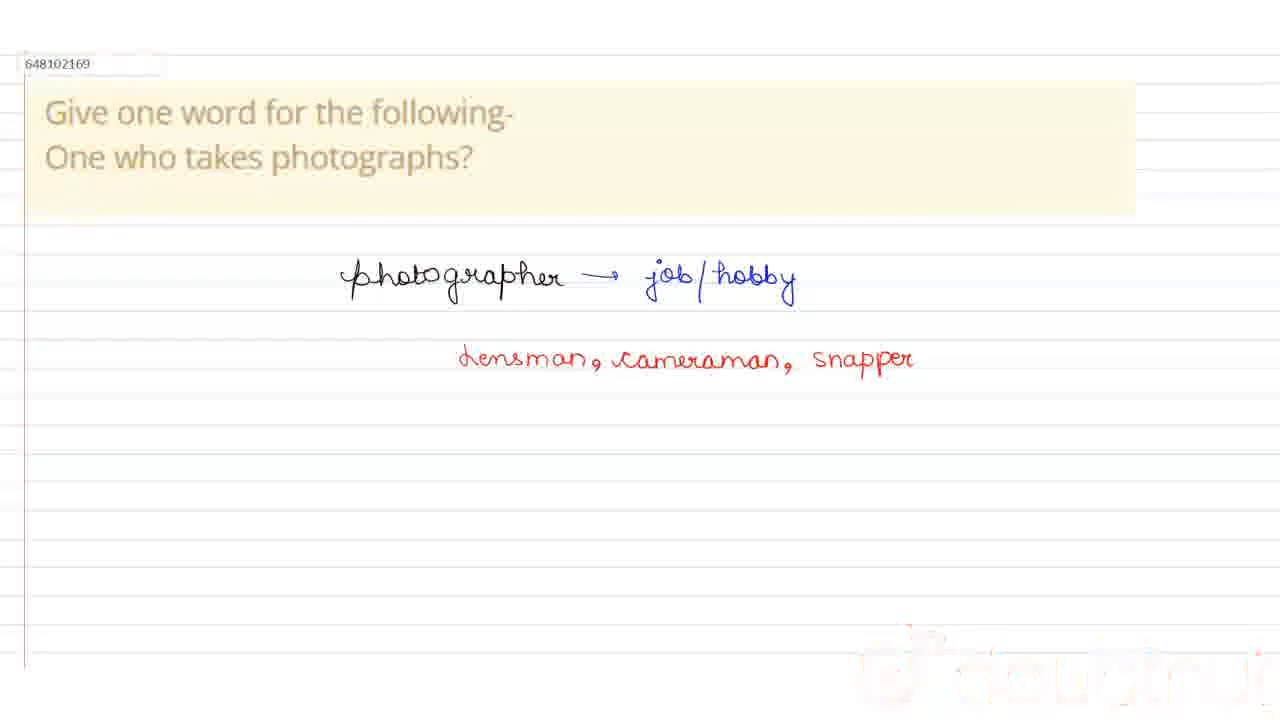 648102169
Give one word for the following-
One who takes photographs?
photographer → job/hobby
Lensman, cameraman, snapper